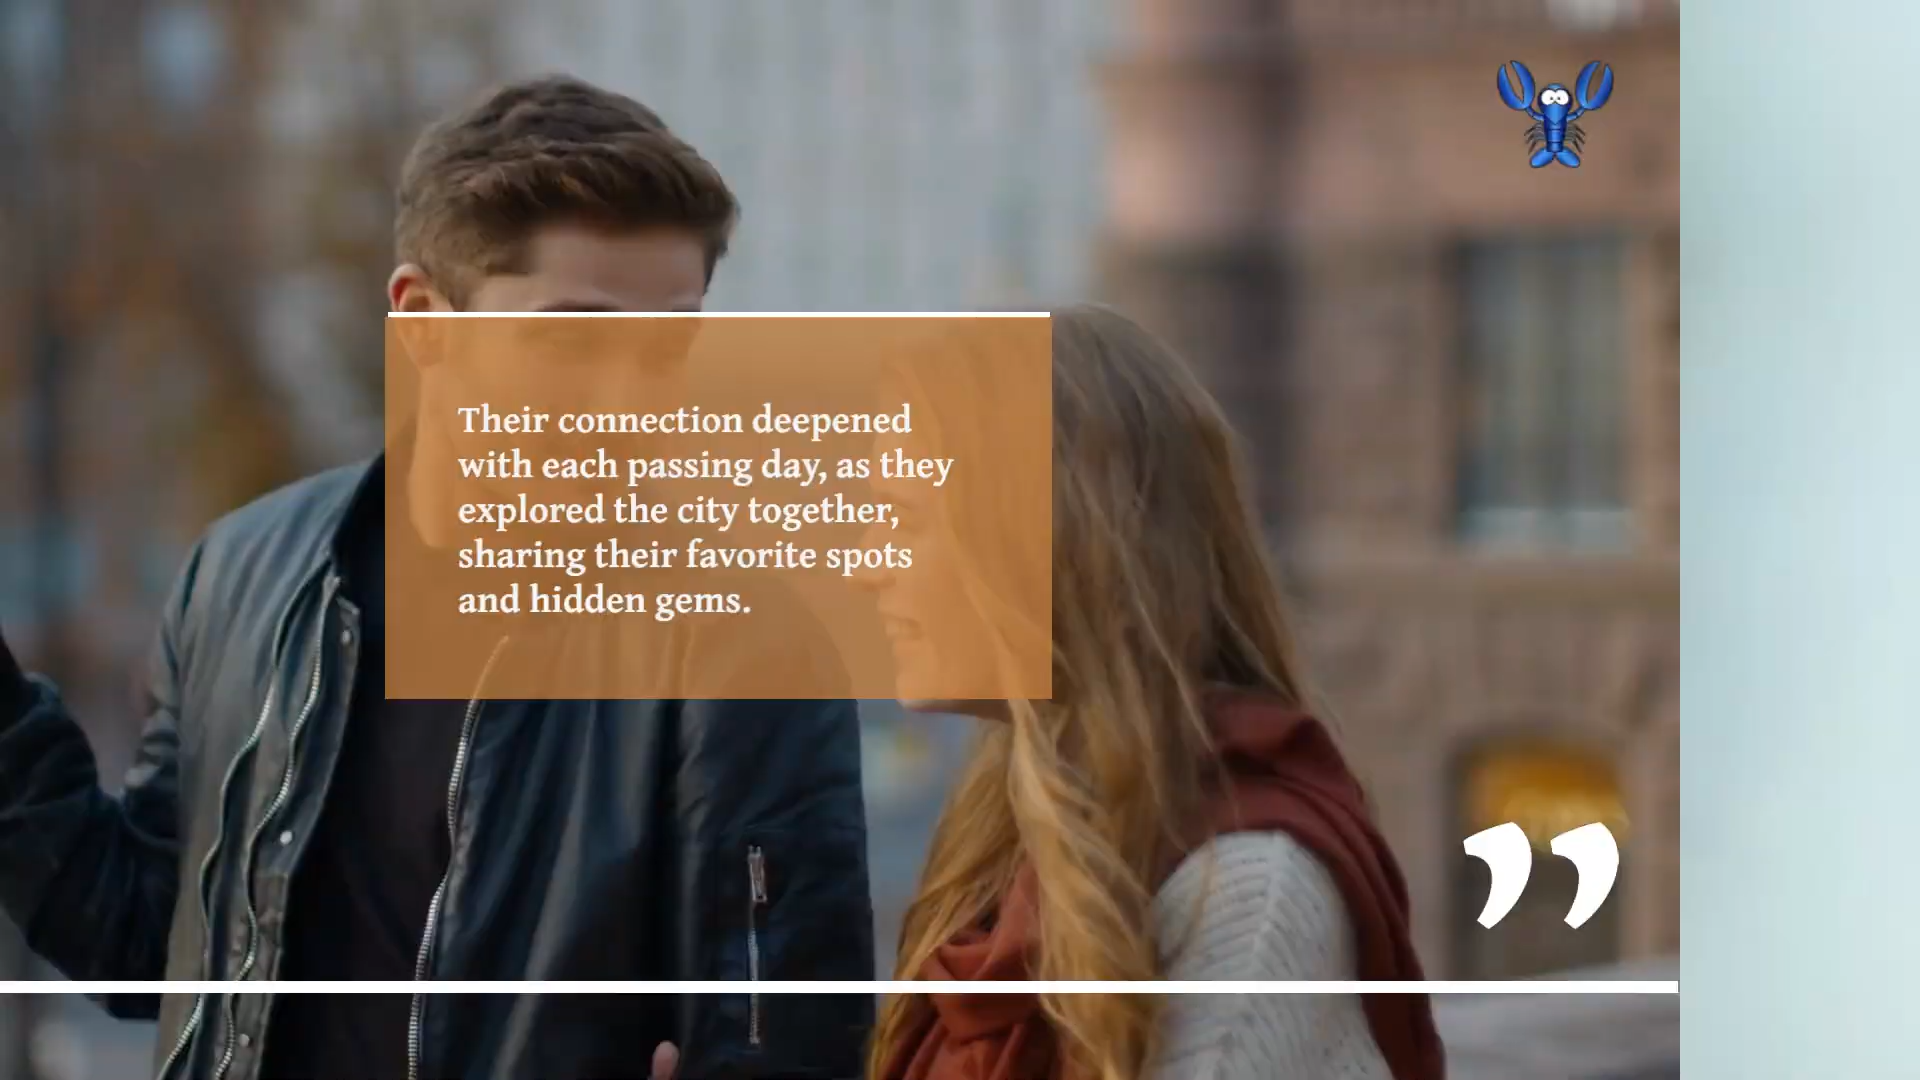 Their connection deepened
with each passing day, as they
explored the city together,
sharing their favorite spots
and hidden gems.
”